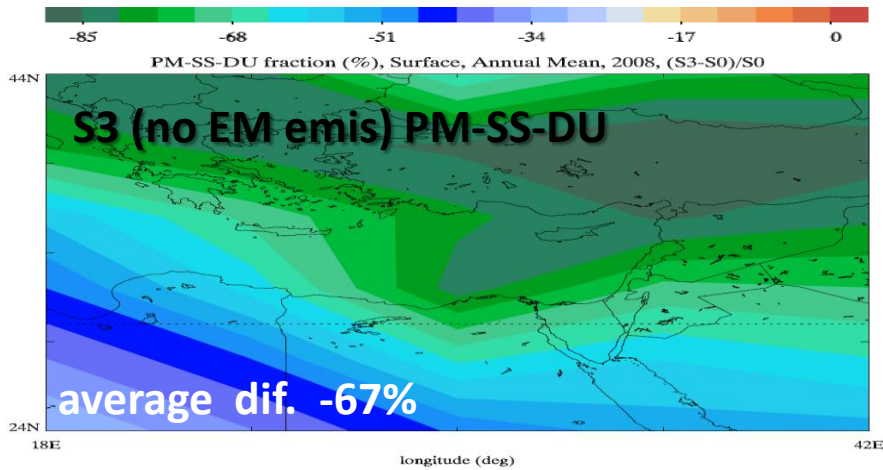 -85 -68 -51 -34 -17 0
PM-SS-DU fraction (%), Surface, Annual Mean, 2008, (S3-S0)/S0
44N
S3 (no EM emis) PM-SS-DU
average dif. -67%
24N
18E 42E
longitude (deg)